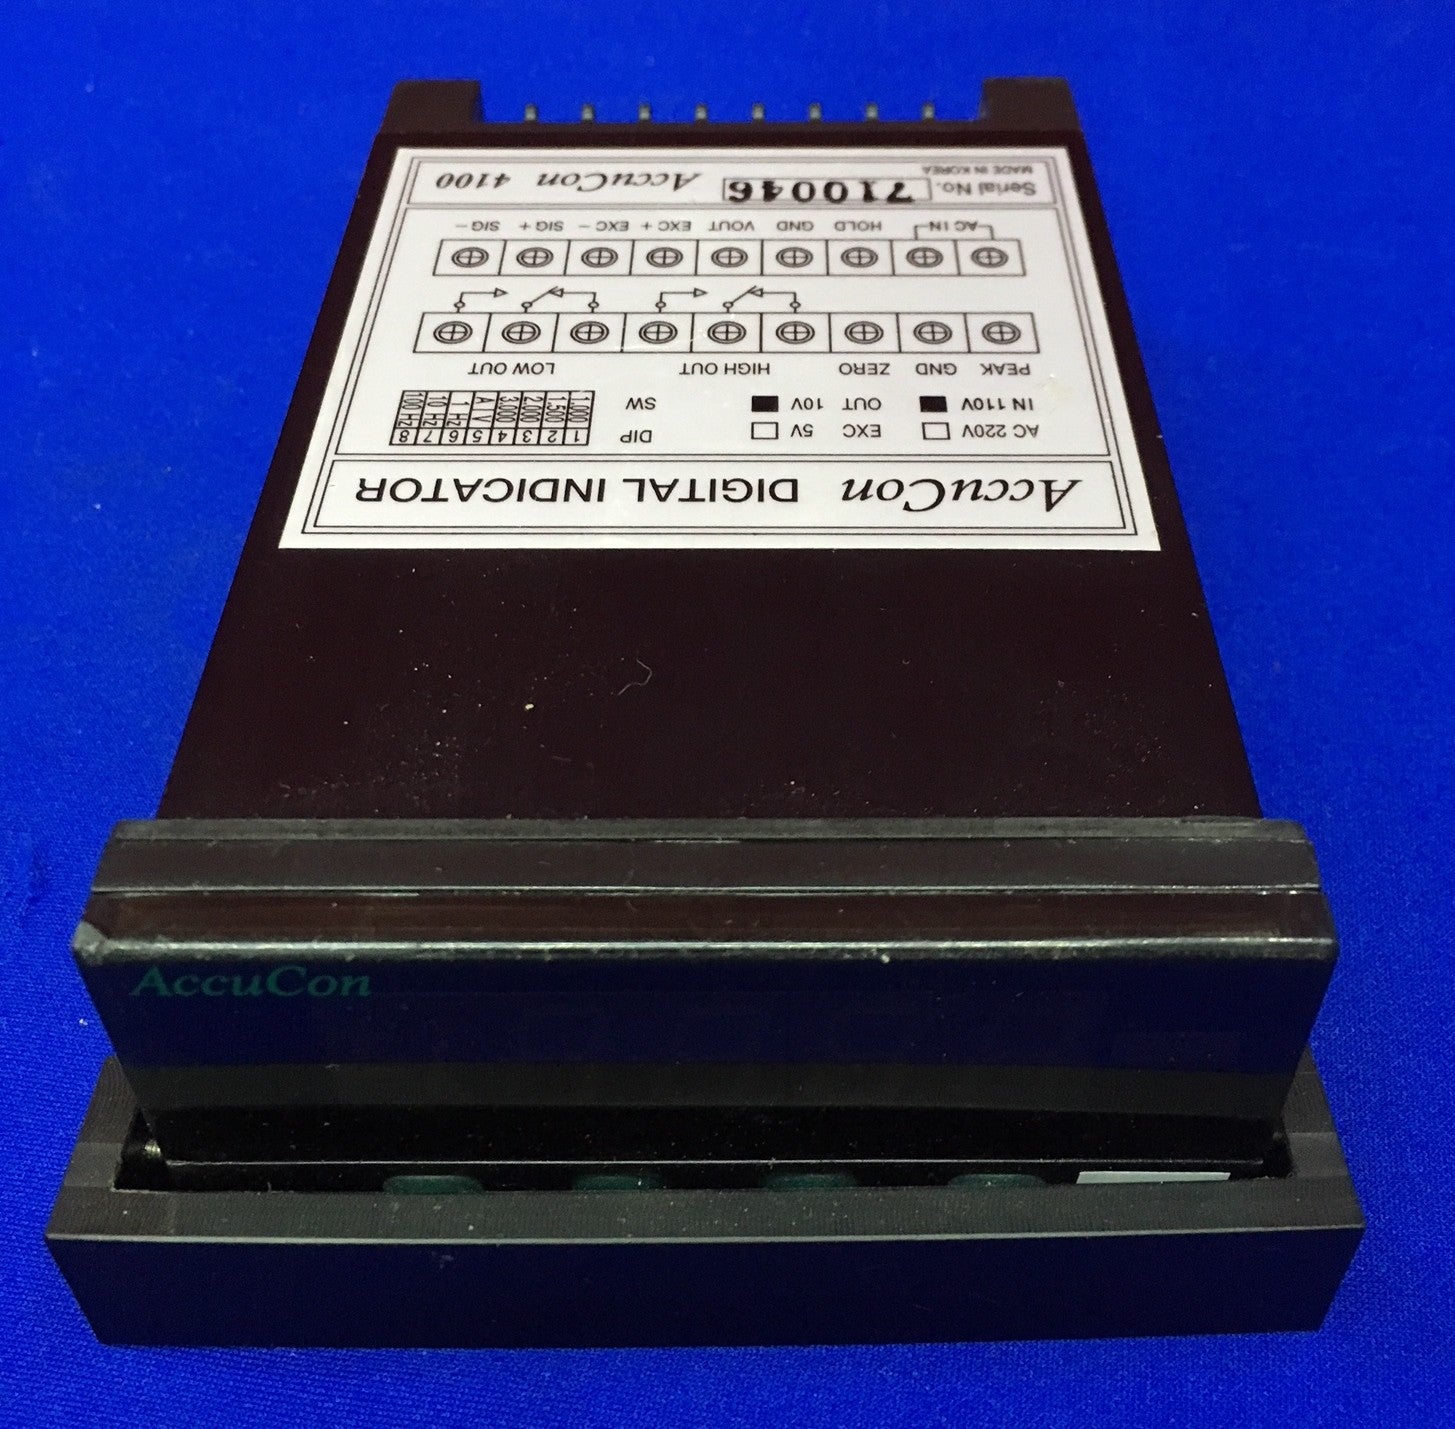 AccuCon DIGITAL INDICATOR
AC 220V EXC 5V DIP 1 2 3 4 5 6 7 8
IN 110V OUT 10V SW 1,000 1,500 2,000 3,000 A I V 1 Hz 10 Hz 100 Hz
PEAK GND ZERO HIGH OUT LOW OUT
AC IN HOLD GND VOUT EXC + EXC - SIG + SIG -
Serial No. 710046 AccuCon 4100
MADE IN KOREA
AccuCon